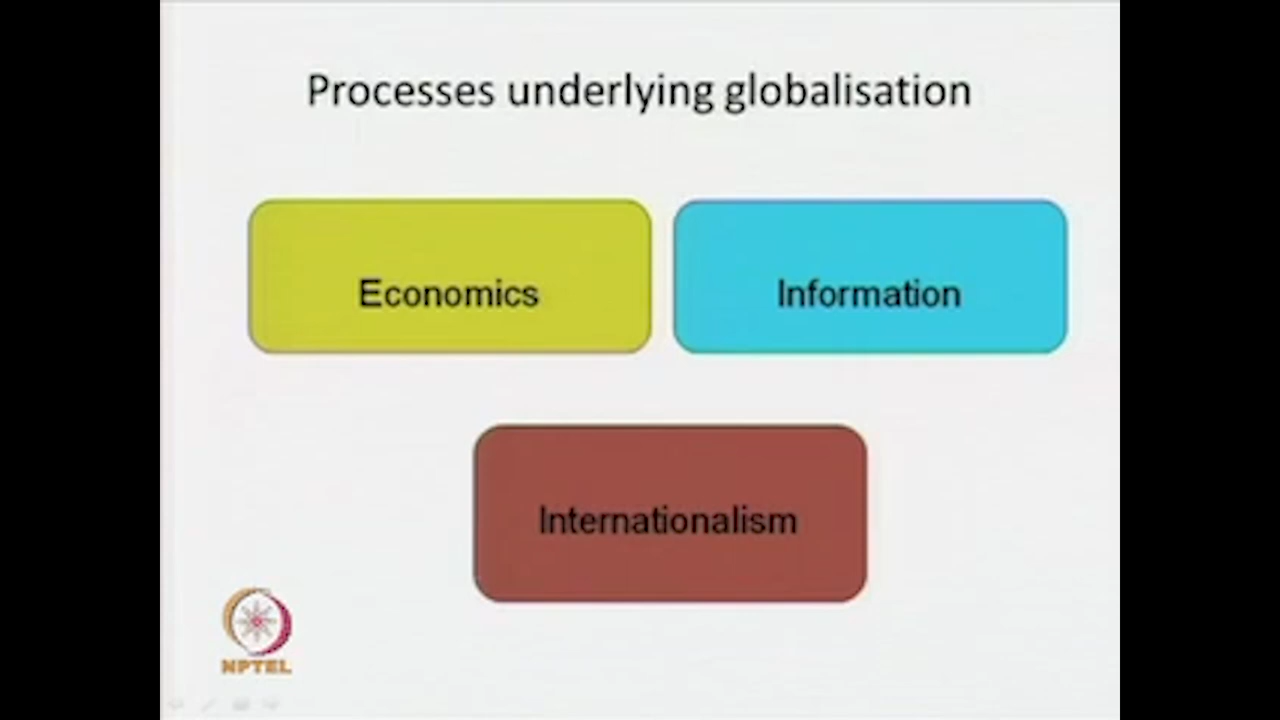 Processes underlying globalisation
Economics
Information
Internationalism
NPTEL